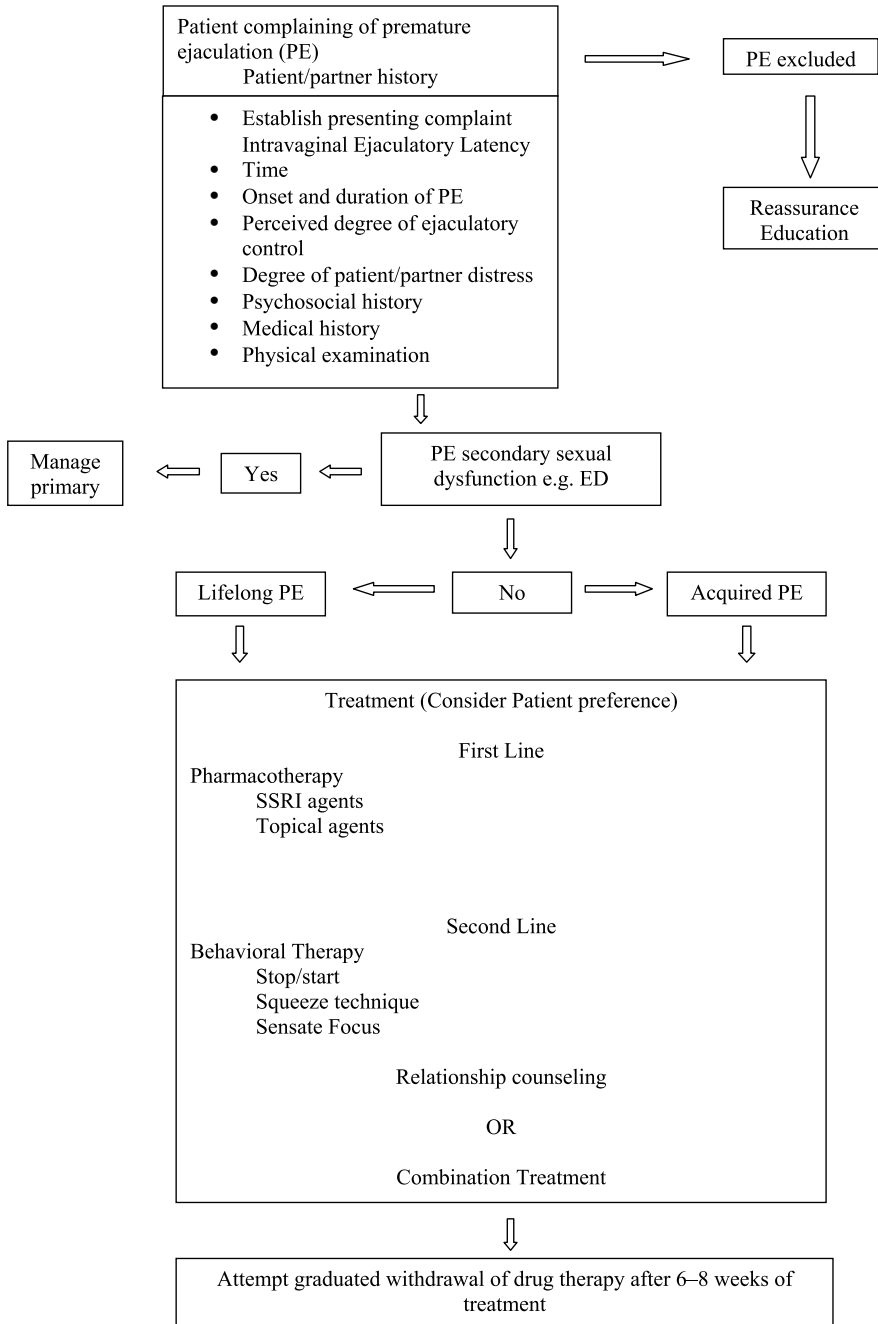 Patient complaining of premature
ejaculation (PE)
Patient/partner history
PE excluded
Reassurance
Education
• Establish presenting complaint
Intravaginal Ejaculatory Latency
• Time
• Onset and duration of PE
• Perceived degree of ejaculatory
control
• Degree of patient/partner distress
• Psychosocial history
• Medical history
• Physical examination
Manage
primary
Yes
PE secondary sexual
dysfunction e.g. ED
Lifelong PE
No
Acquired PE
Treatment (Consider Patient preference)
First Line
Pharmacotherapy
SSRI agents
Topical agents
Second Line
Behavioral Therapy
Stop/start
Squeeze technique
Sensate Focus
Relationship counseling
OR
Combination Treatment
Attempt graduated withdrawal of drug therapy after 6–8 weeks of
treatment